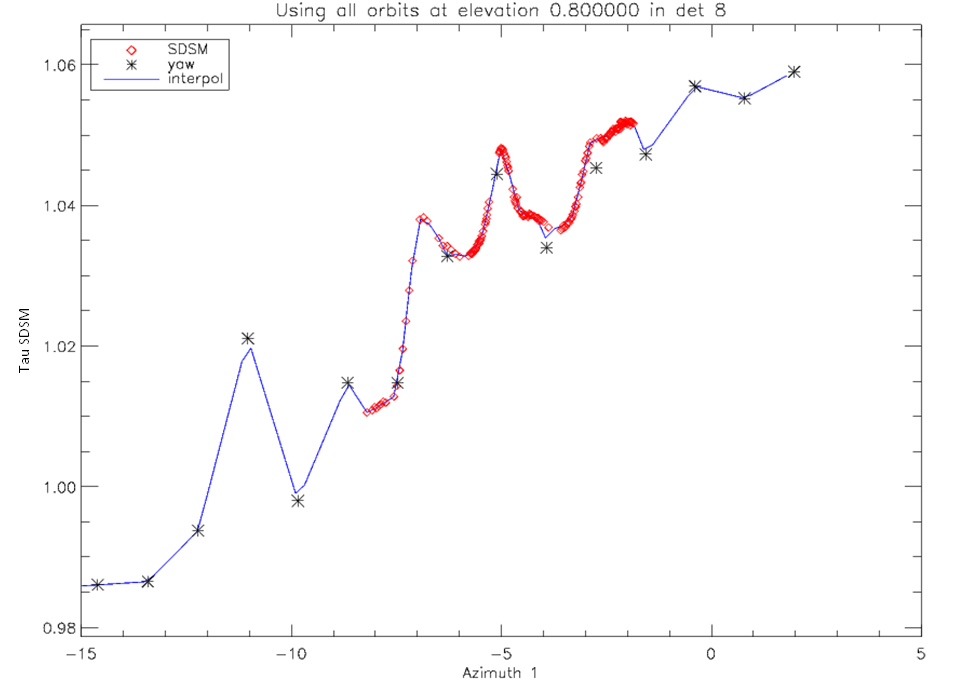 Using all orbits at elevation 0.800000 in det 8
SDSM
yaw
interpol
1.06
1.04
1.02
1.00
0.98
Tau SDSM
-15
-10
-5
0
5
Azimuth 1